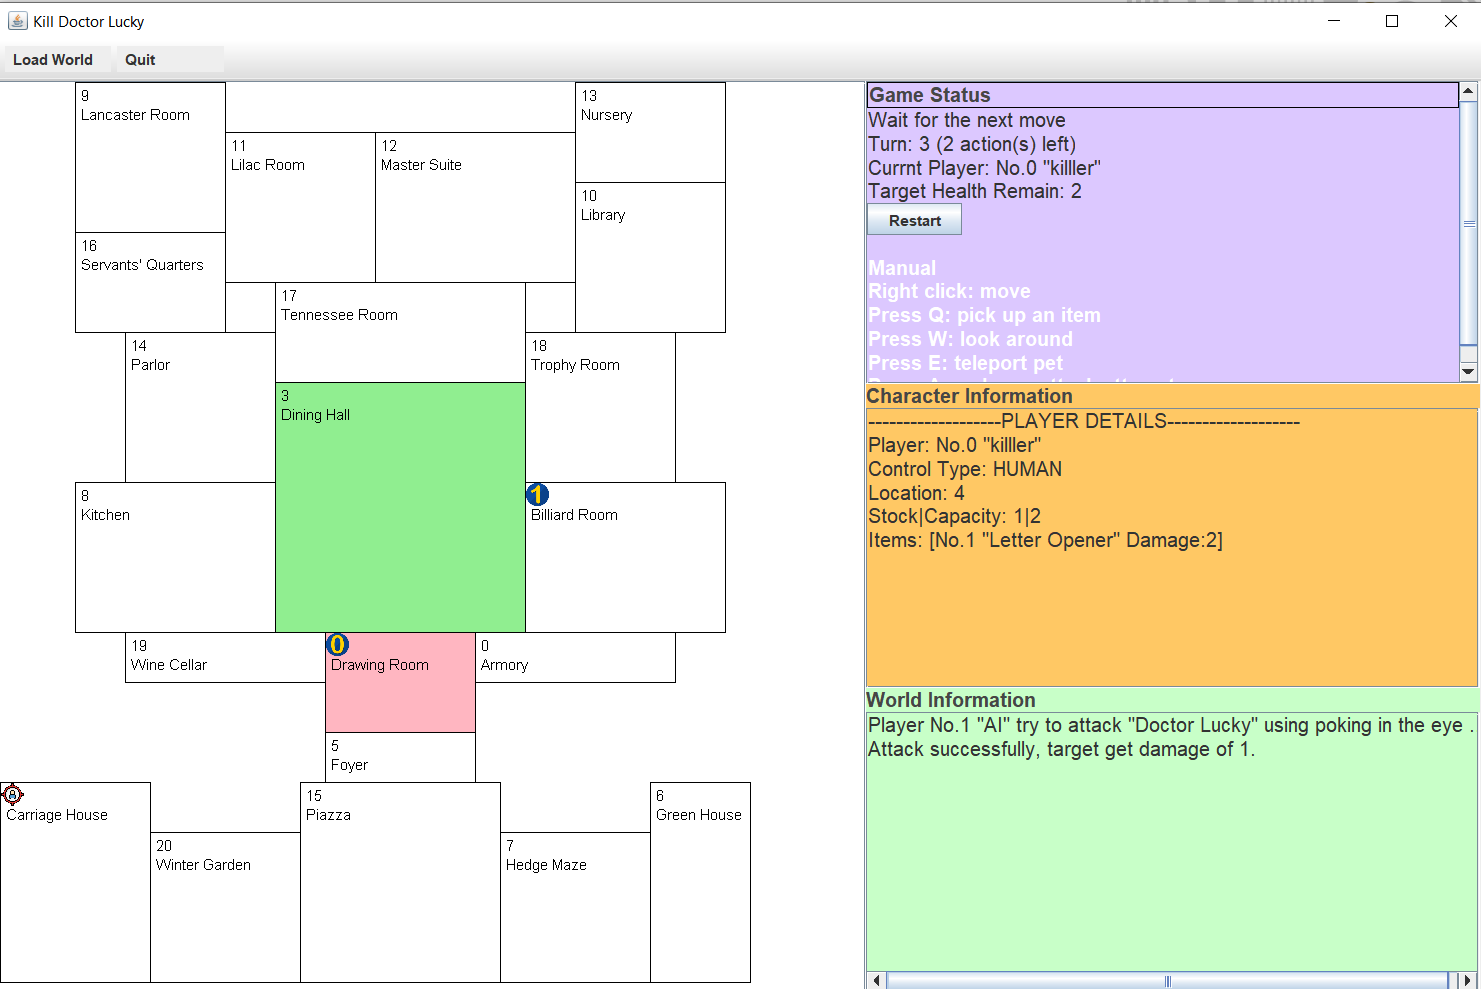 Kill Doctor Lucky
Load World
Quit
9
Lancaster Room
13
Nursery
11
Lilac Room
12
Master Suite
10
Library
16
Servants' Quarters
17
Tennessee Room
14
Parlor
18
Trophy Room
3
Dining Hall
8
Kitchen
1
Billiard Room
19
Wine Cellar
0
Drawing Room
0
Armory
5
Foyer
Carriage House
15
Piazza
6
Green House
20
Winter Garden
7
Hedge Maze
Game Status
Wait for the next move
Turn: 3 (2 action(s) left)
Currnt Player: No.0 "killler"
Target Health Remain: 2
Restart
Manual
Right click: move
Press Q: pick up an item
Press W: look around
Press E: teleport pet
Character Information
-------------------PLAYER DETAILS-------------------
Player: No.0 "killler"
Control Type: HUMAN
Location: 4
Stock|Capacity: 1|2
Items: [No.1 "Letter Opener" Damage:2]
World Information
Player No.1 "AI" try to attack "Doctor Lucky" using poking in the eye .
Attack successfully, target get damage of 1.